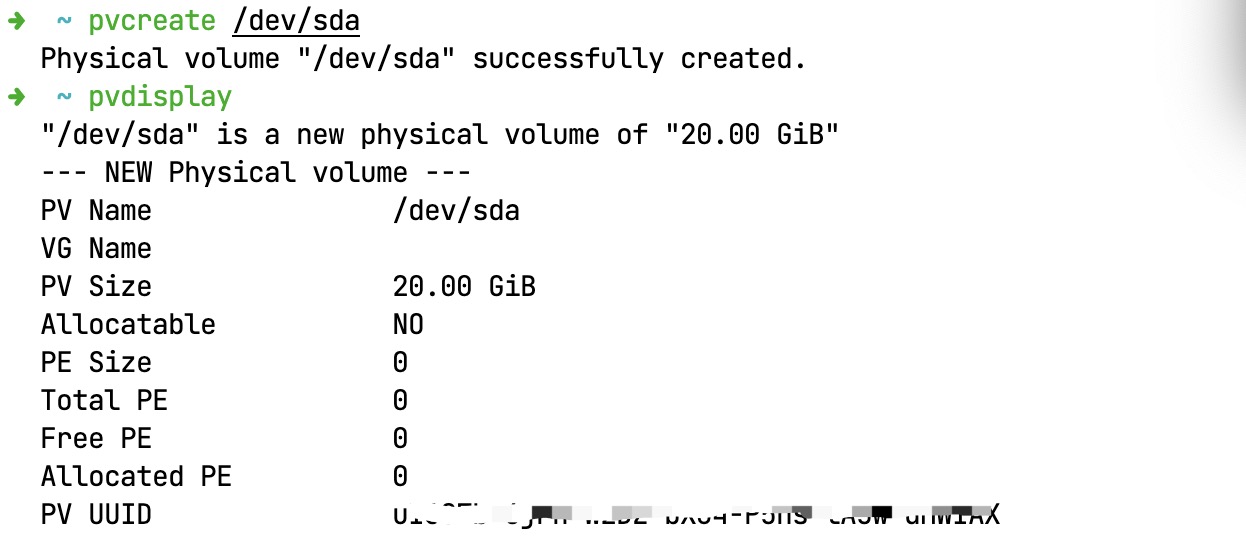 ➜ ~ pvcreate /dev/sda
Physical volume "/dev/sda" successfully created.
➜ ~ pvdisplay
"/dev/sda" is a new physical volume of "20.00 GiB"
--- NEW Physical volume ---
PV Name /dev/sda
VG Name
PV Size 20.00 GiB
Allocatable NO
PE Size 0
Total PE 0
Free PE 0
Allocated PE 0
PV UUID